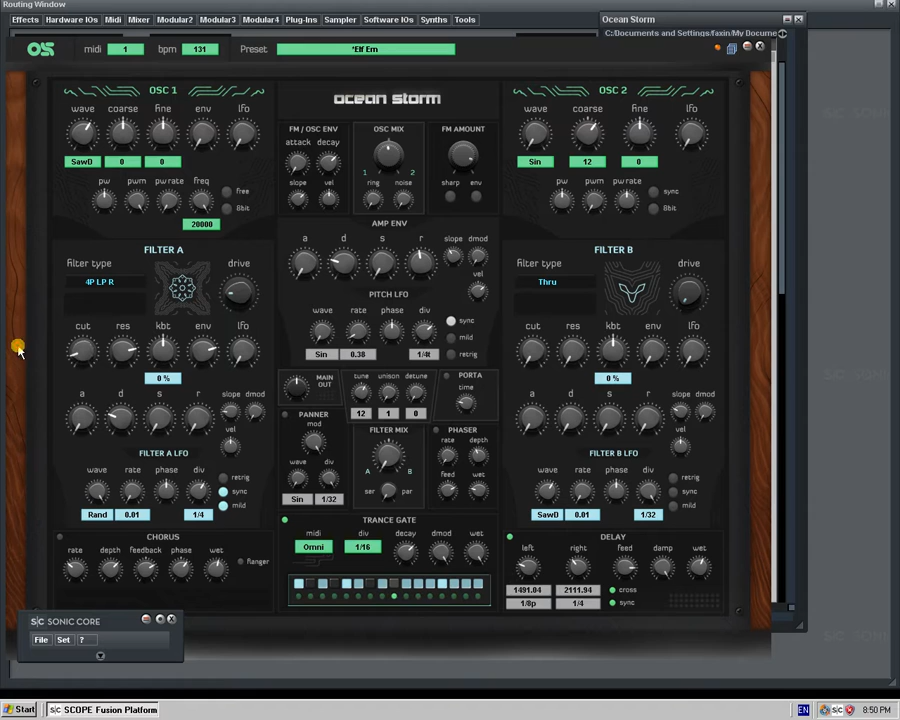 Routing Window
Effects Hardware IOs Midi Mixer Modular2 Modular3 Modular4 Plug-Ins Sampler Software IOs Synths Tools
Ocean Storm
C:/Documents and Settings/faxin/My Docume
OS midi 1 bpm 131 Preset *Elf Em
OSC 1
wave coarse fine env lfo
SawD 0 0
pw pwm pw rate freq
free
8bit
20000
ocean storm
FM / OSC ENV
attack decay
slope vel
OSC MIX
1 2
ring noise
FM AMOUNT
sharp env
OSC 2
wave coarse fine lfo
Sin 12 0
pw pwm pw rate
sync
8bit
FILTER A
filter type
drive
4P LP R
cut res kbt env lfo
0 %
a d s r
slope dmod
vel
FILTER A LFO
wave rate phase div
retrig
sync
mild
Rand 0.01 1/4
AMP ENV
a d s r
slope dmod
vel
PITCH LFO
wave rate phase div
sync
mild
retrig
Sin 0.38 1/4t
MAIN OUT
tune unison detune
12 1 0
PORTA
time
PANNER
mod
wave div
Sin 1/32
FILTER MIX
A B
ser par
PHASER
rate depth
feed wet
FILTER B
filter type
drive
Thru
cut res kbt env lfo
0 %
a d s r
slope dmod
vel
FILTER B LFO
wave rate phase div
retrig
sync
mild
SawD 0.01 1/32
CHORUS
rate depth feedback phase wet
flanger
TRANCE GATE
midi div decay dmod wet
Omni 1/16
DELAY
left right feed damp wet
1491.04 2111.94
cross
1/8p 1/4
sync
S|C SONIC CORE
File Set ?
Start S|C SCOPE Fusion Platform EN S|C 8:50 PM